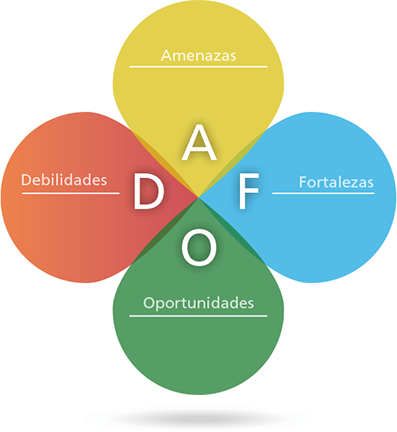 Amenazas
A
Debilidades D F Fortalezas
O
Oportunidades